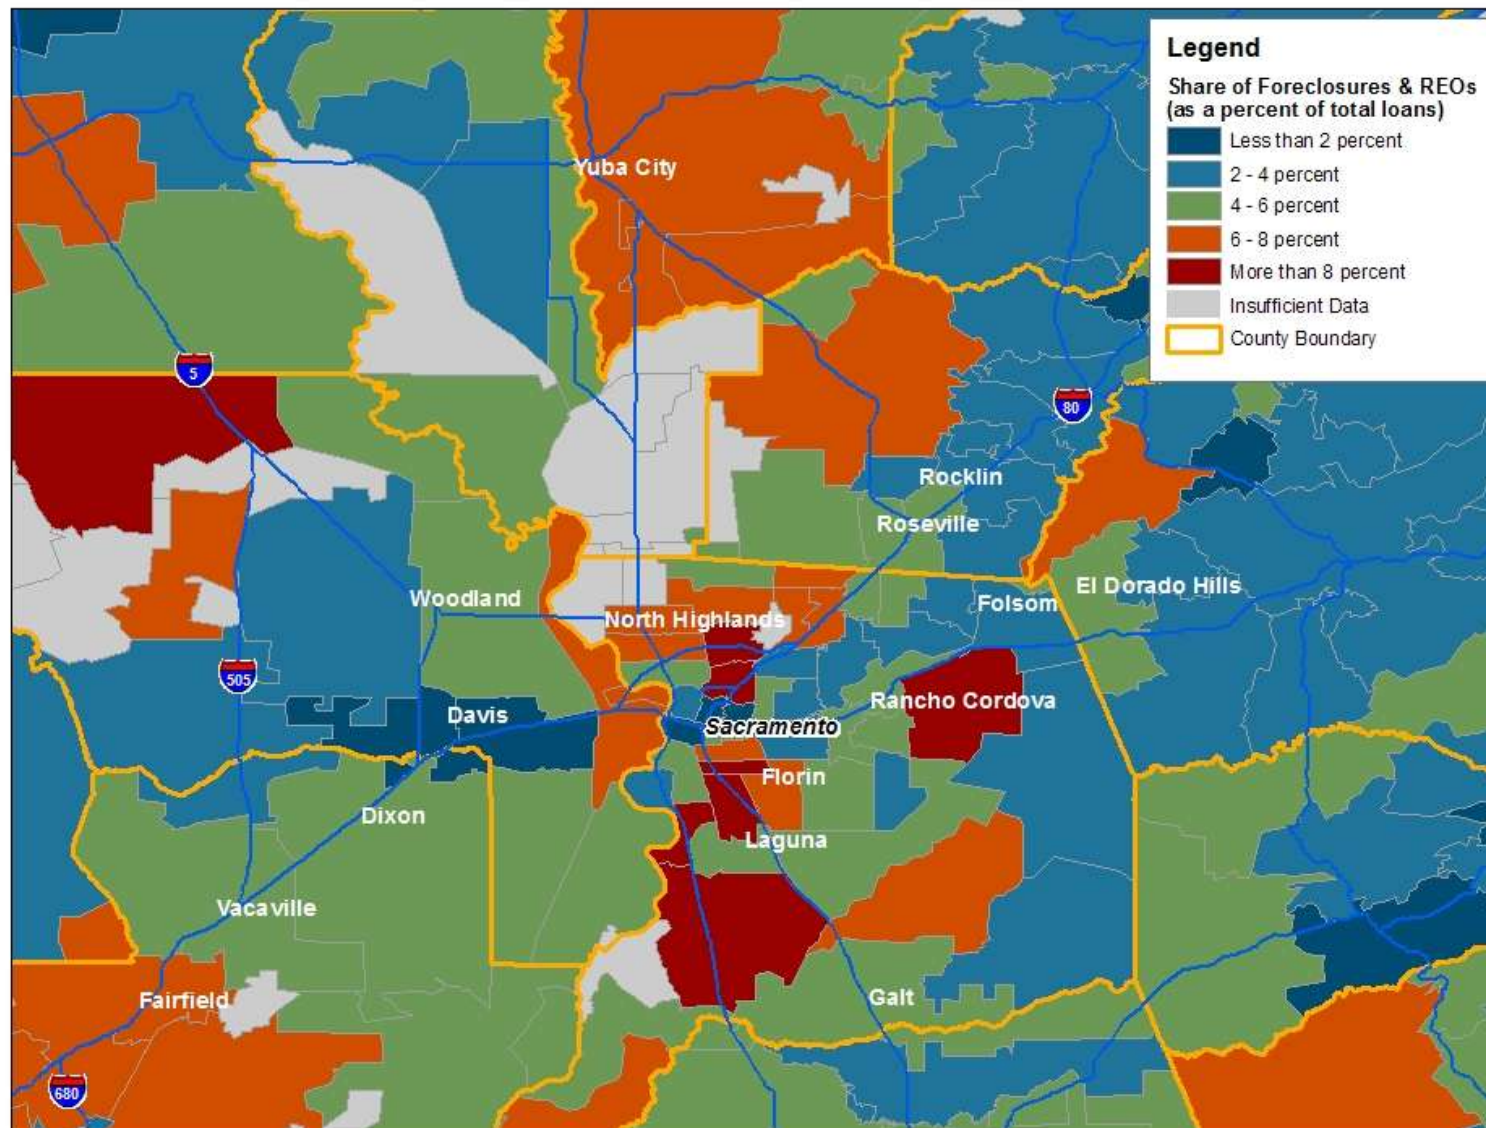 Legend
Share of Foreclosures & REOs
(as a percent of total loans)
Less than 2 percent
2 - 4 percent
4 - 6 percent
6 - 8 percent
More than 8 percent
Insufficient Data
County Boundary
Yuba City
5
80
Rocklin
Roseville
Woodland
North Highlands
Folsom
El Dorado Hills
505
Davis
Rancho Cordova
Sacramento
Florin
Dixon
Laguna
Vacaville
Fairfield
Galt
680